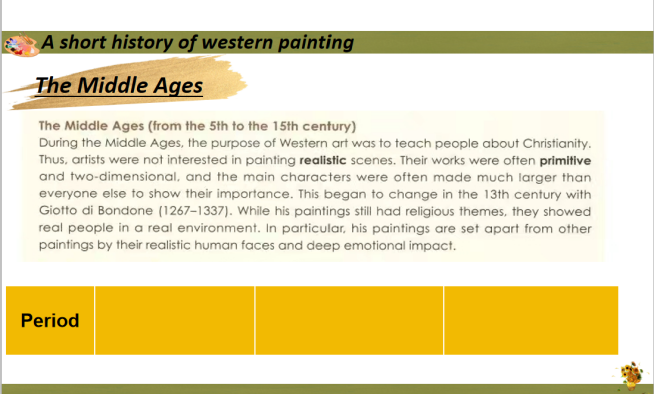 A short history of western painting
The Middle Ages
The Middle Ages (from the 5th to the 15th century)
During the Middle Ages, the purpose of Western art was to teach people about Christianity.
Thus, artists were not interested in painting realistic scenes. Their works were often primitive
and two-dimensional, and the main characters were often made much larger than
everyone else to show their importance. This began to change in the 13th century with
Giotto di Bondone (1267–1337). While his paintings still had religious themes, they showed
real people in a real environment. In particular, his paintings are set apart from other
paintings by their realistic human faces and deep emotional impact.
Period